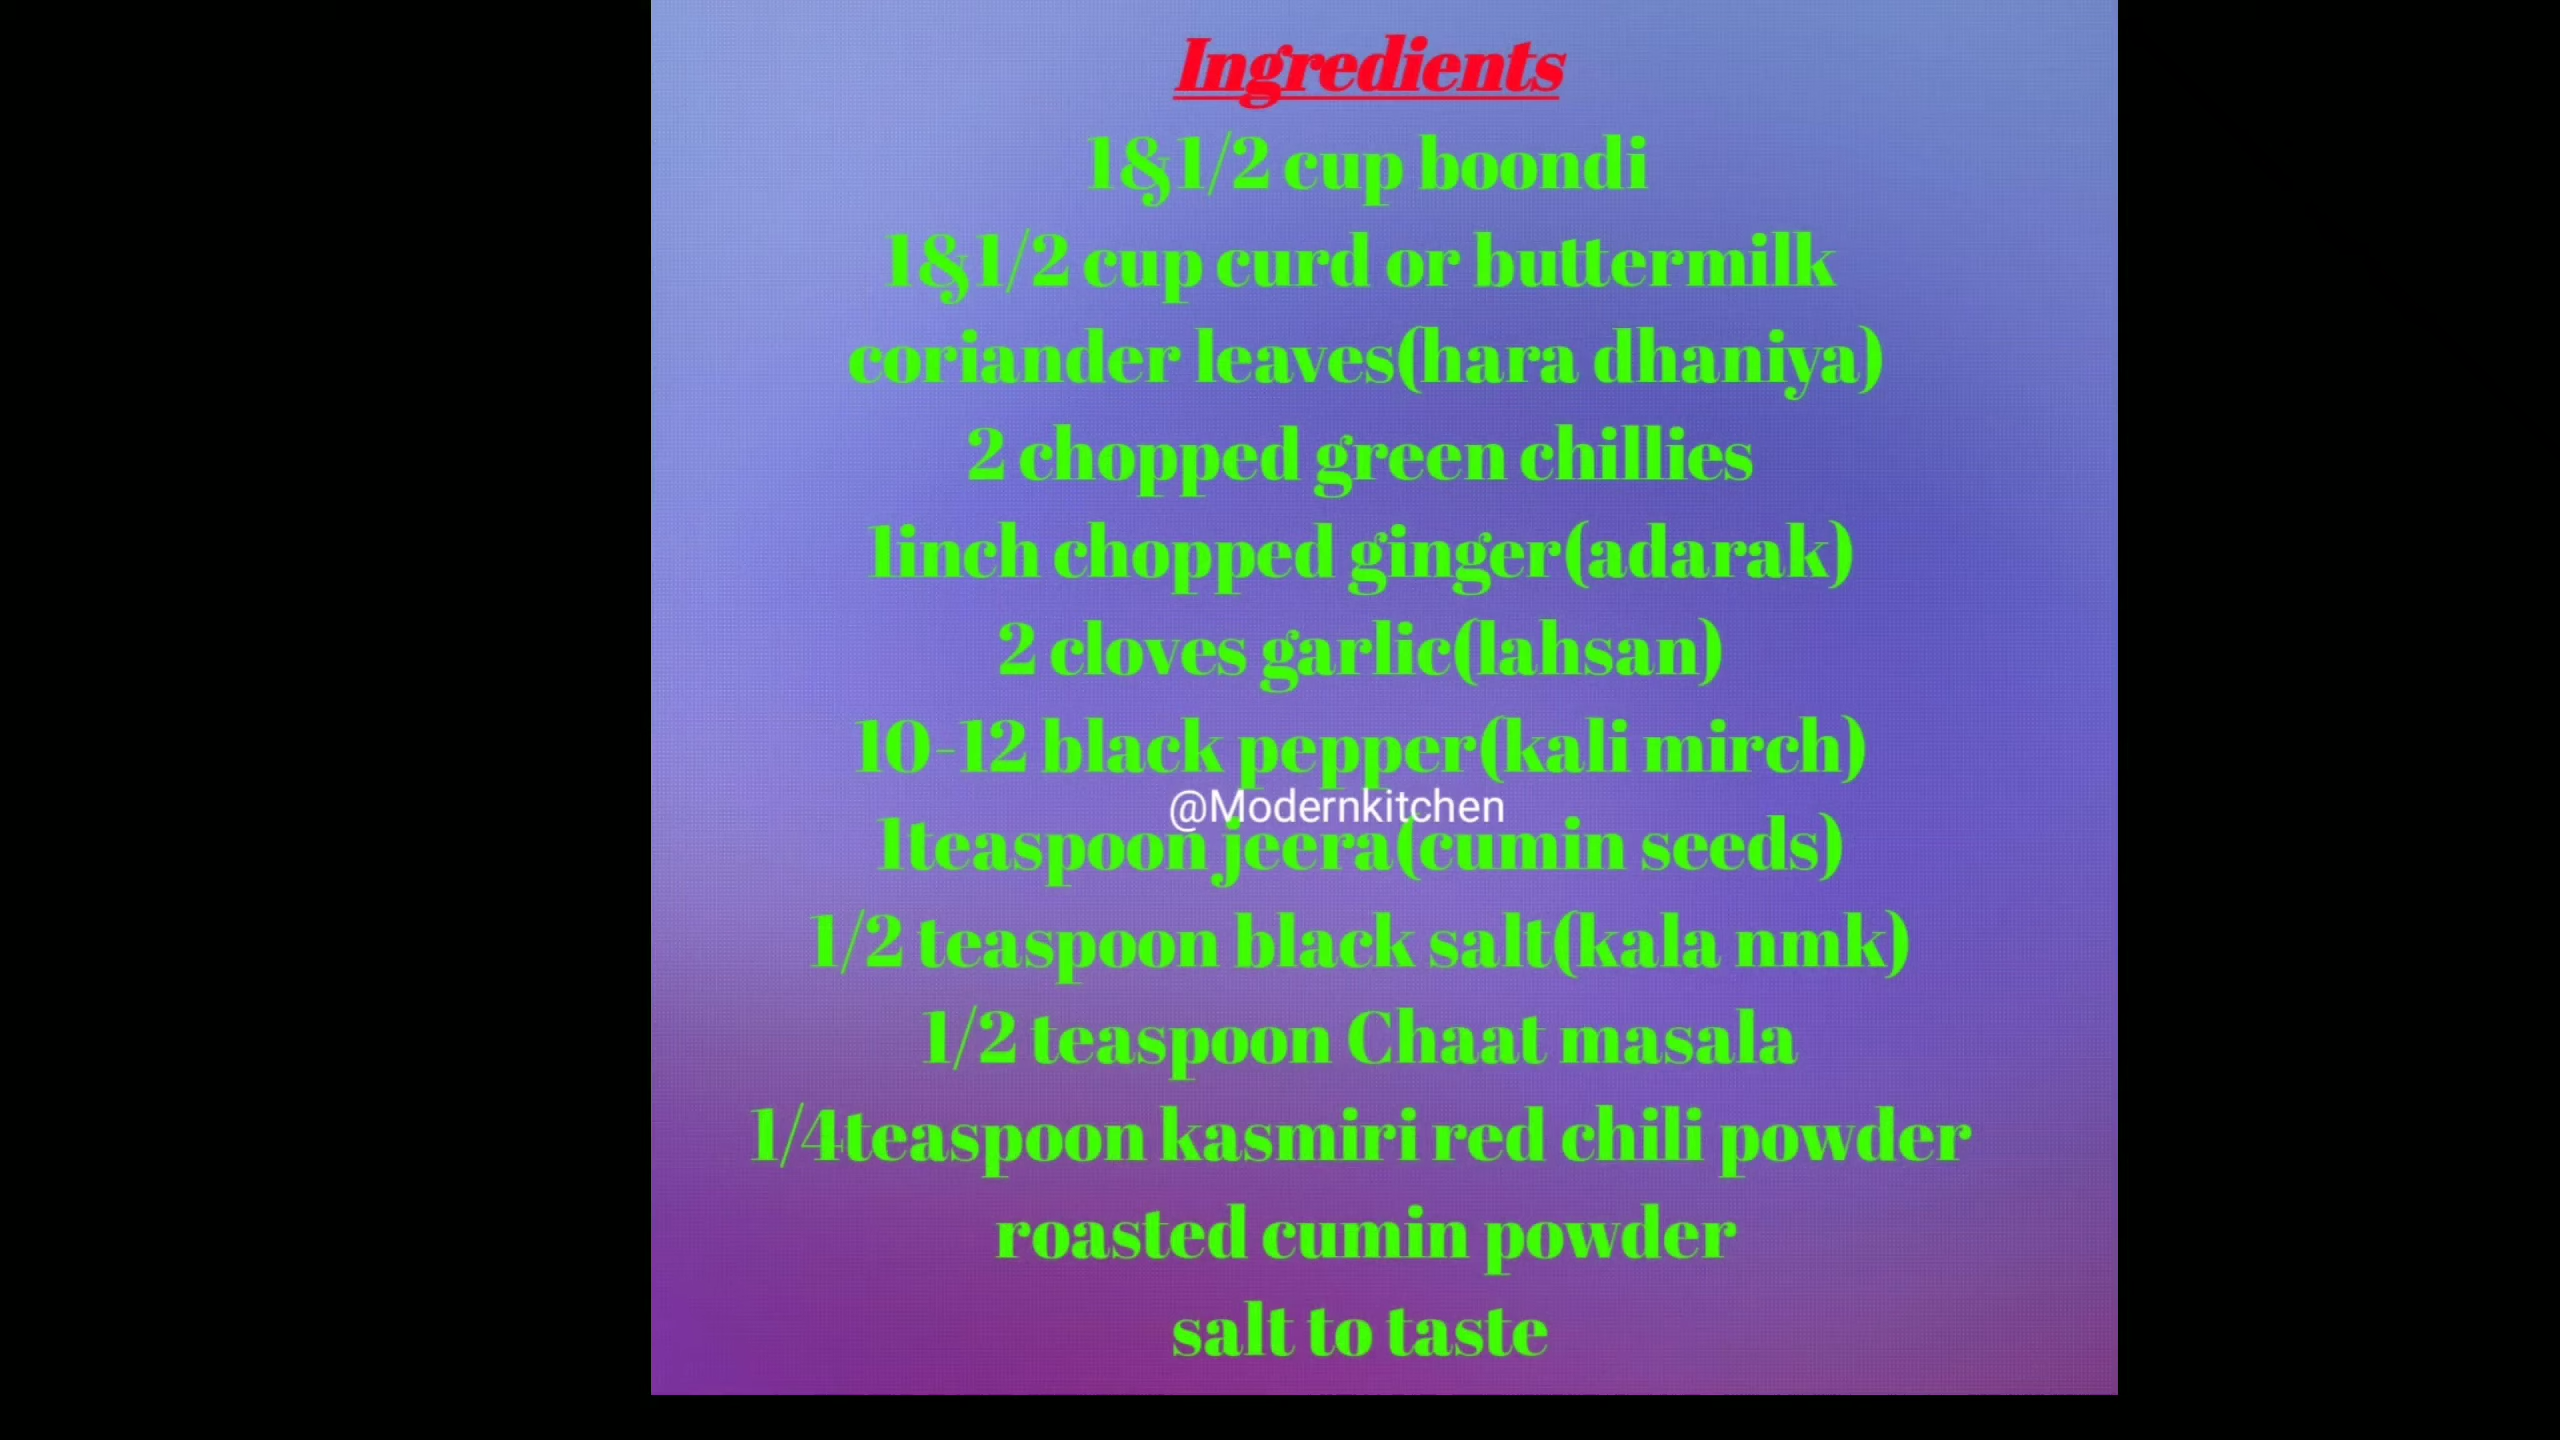 Ingredients
1&1/2 cup boondi
1&1/2 cup curd or buttermilk
coriander leaves(hara dhaniya)
2 chopped green chillies
1inch chopped ginger(adarak)
2 cloves garlic(lahsan)
10-12 black pepper(kali mirch)
@Modernkitchen
1teaspoon jeera(cumin seeds)
1/2 teaspoon black salt(kala nmk)
1/2 teaspoon Chaat masala
1/4teaspoon kasmiri red chili powder
roasted cumin powder
salt to taste